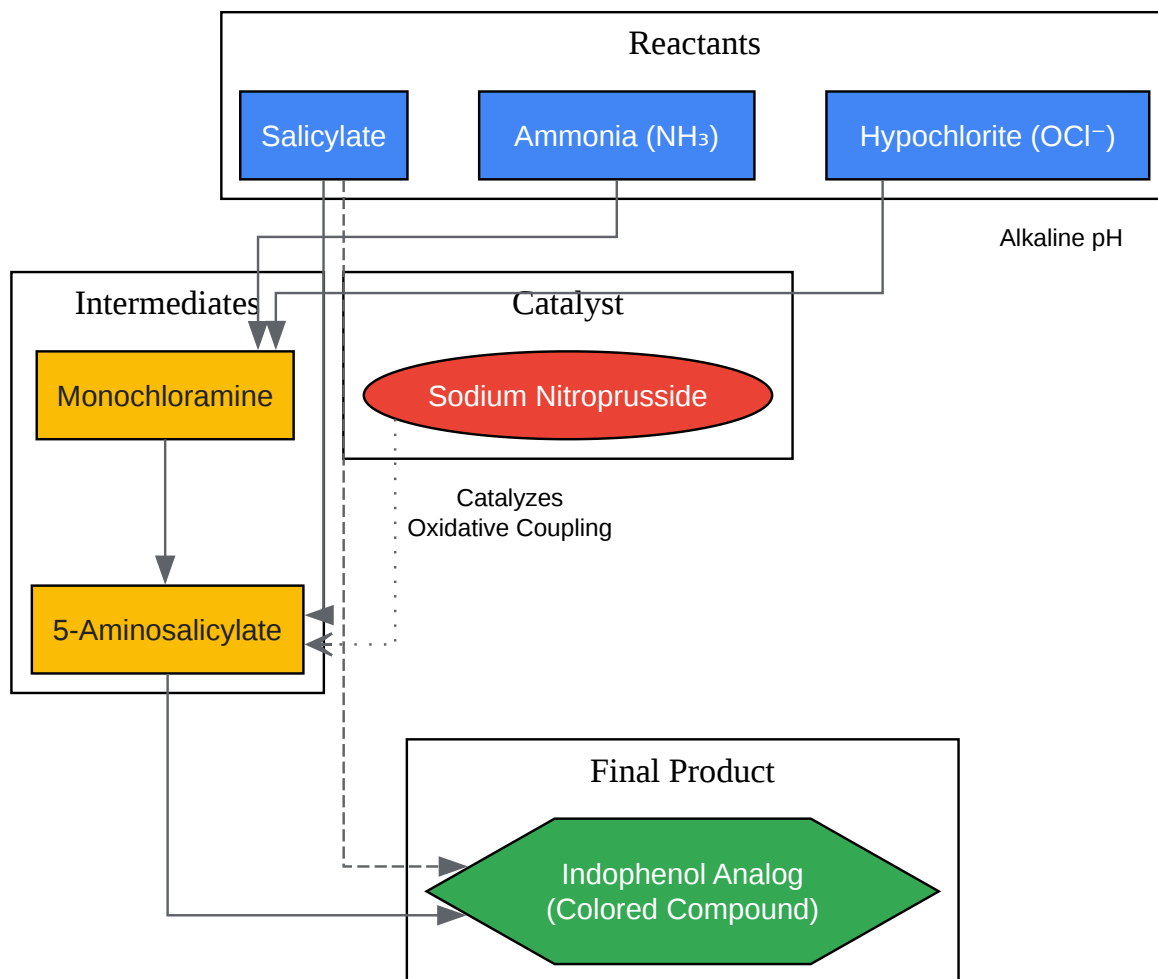 Reactants
Salicylate
Ammonia (NH₃)
Hypochlorite (OCl⁻)
Alkaline pH
Intermediates
Catalyst
Monochloramine
Sodium Nitroprusside
Catalyzes
Oxidative Coupling
5-Aminosalicylate
Final Product
Indophenol Analog
(Colored Compound)